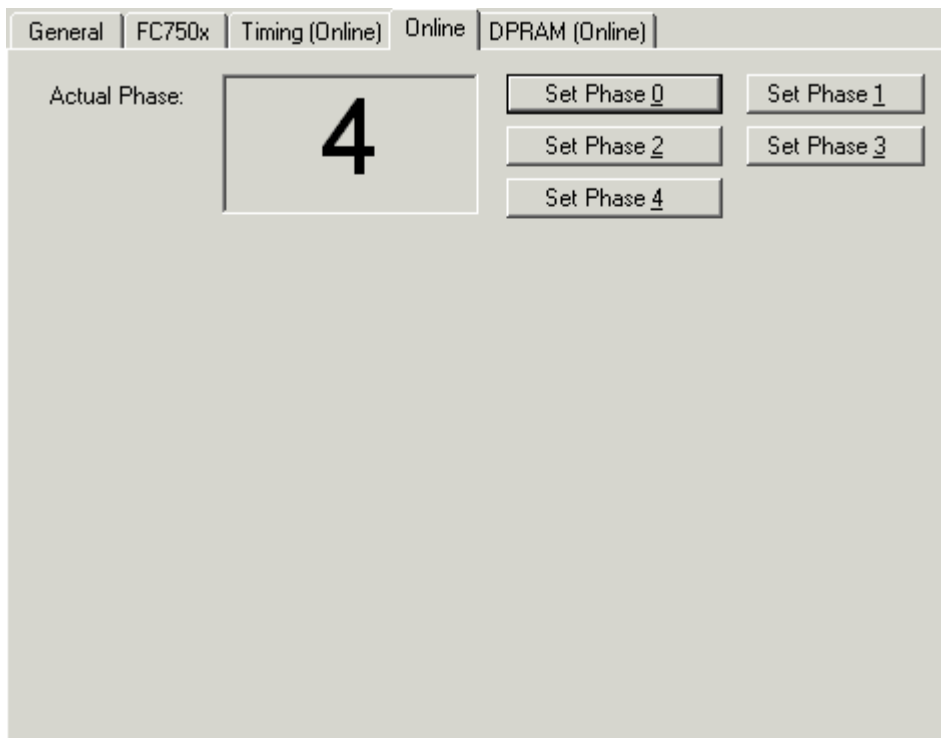 General FC750x Timing (Online) Online DPRAM (Online)
Actual Phase: 4 Set Phase 0 Set Phase 1
Set Phase 2 Set Phase 3
Set Phase 4